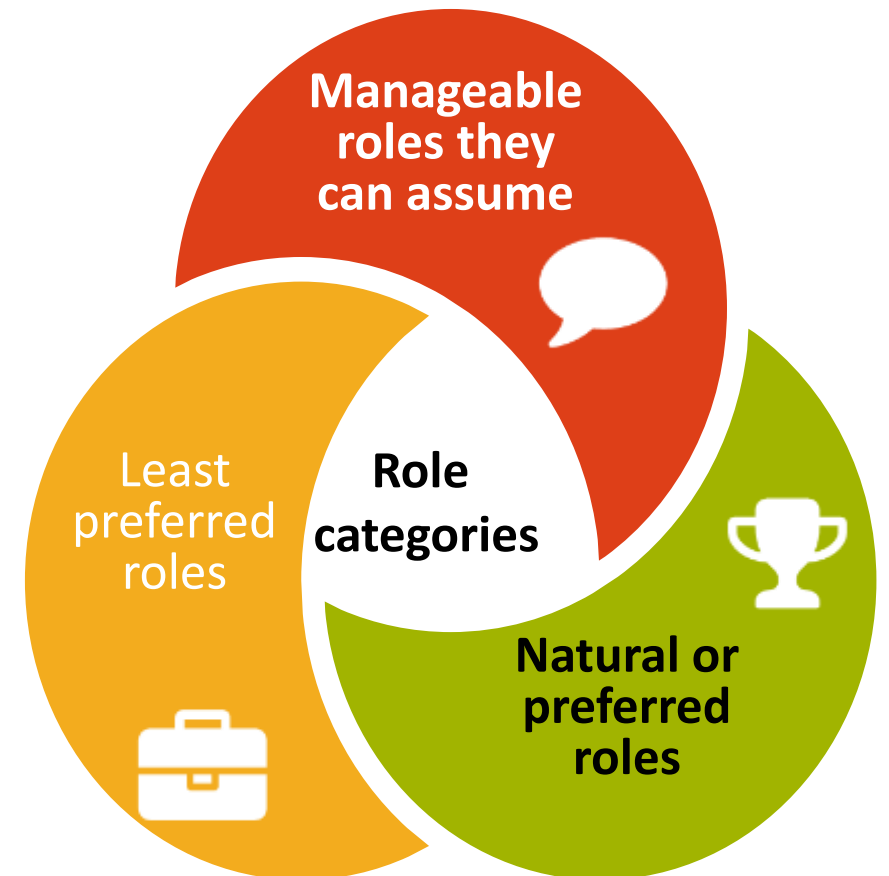 Manageable
roles they
can assume
Least
preferred
roles
Role
categories
Natural or
preferred
roles